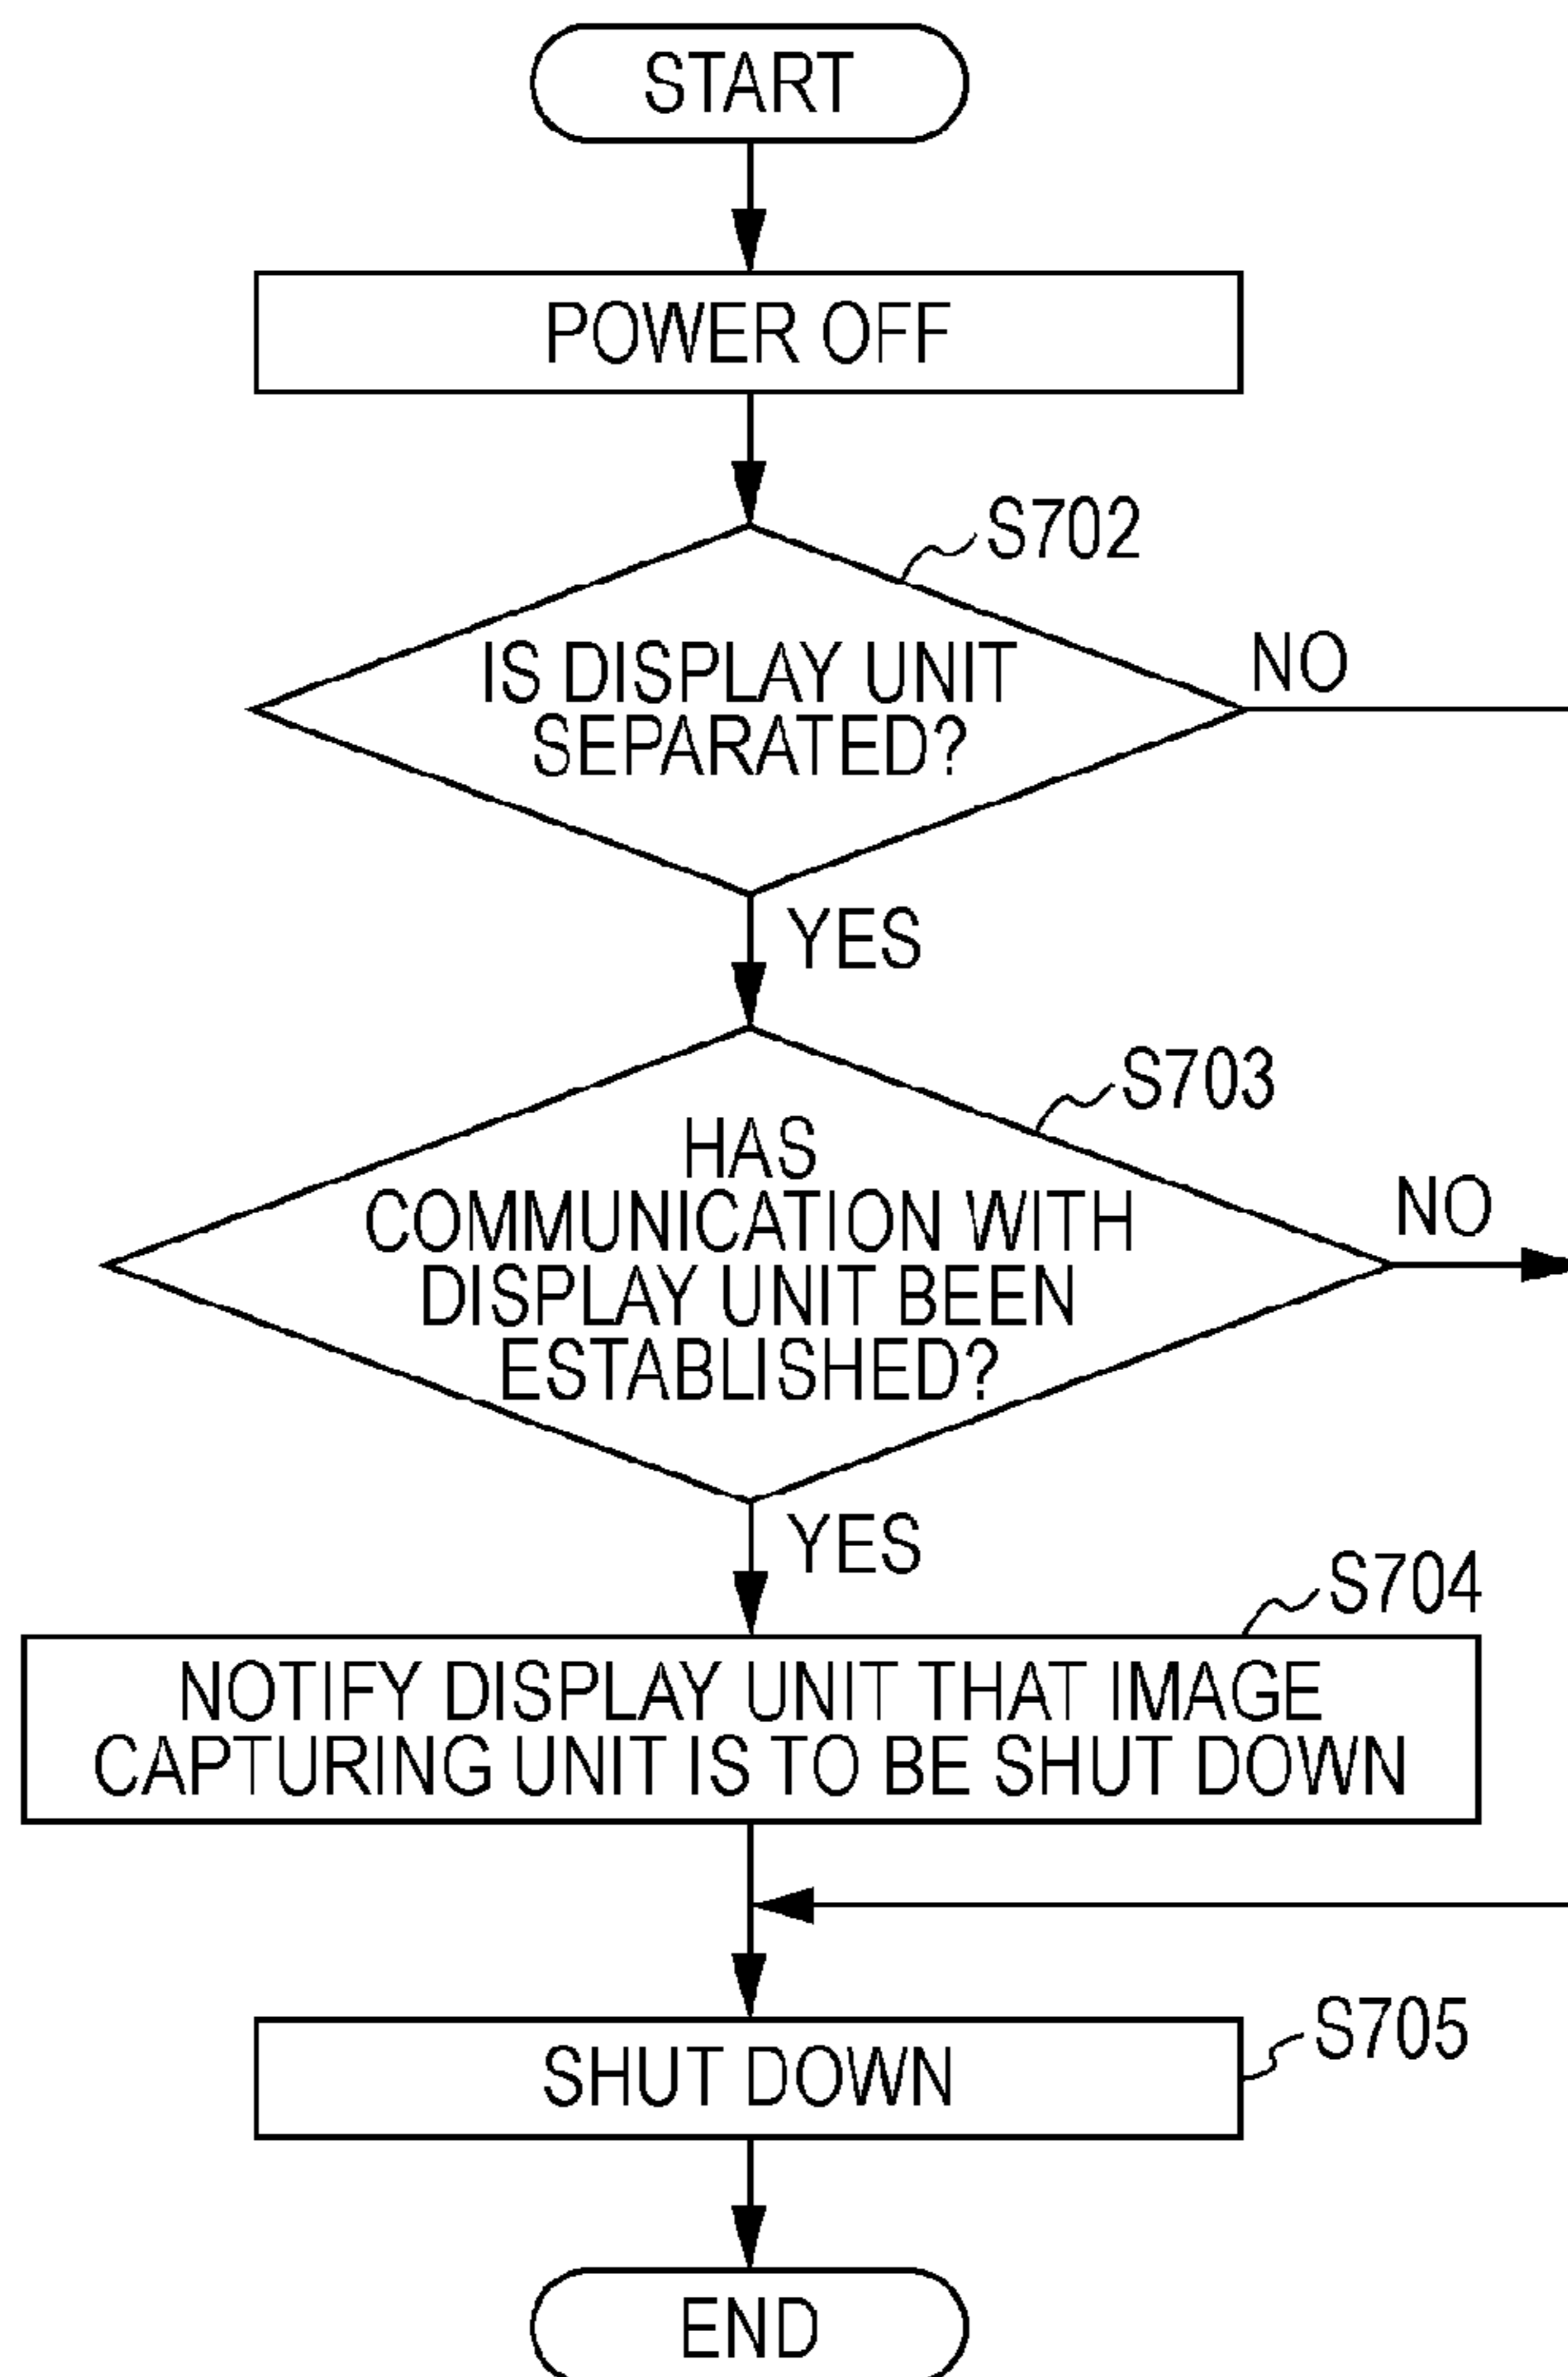 START
POWER OFF
S702
IS DISPLAY UNIT
SEPARATED?
NO
YES
S703
HAS
COMMUNICATION WITH
DISPLAY UNIT BEEN
ESTABLISHED?
NO
YES
S704
NOTIFY DISPLAY UNIT THAT IMAGE
CAPTURING UNIT IS TO BE SHUT DOWN
S705
SHUT DOWN
END